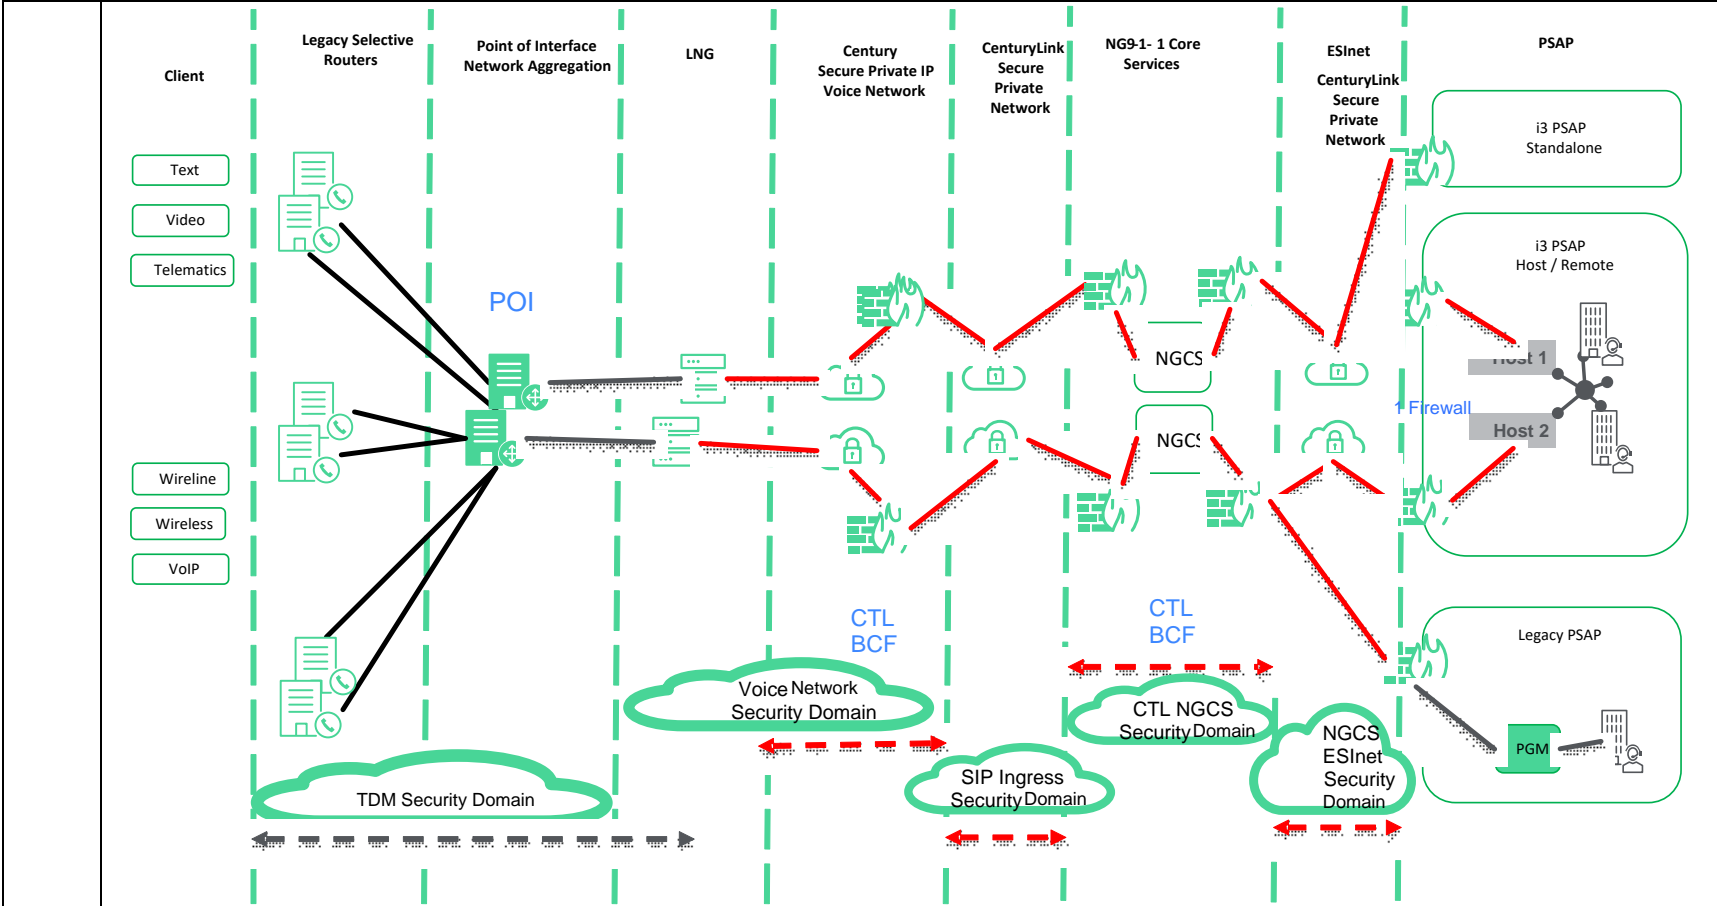 Client
Legacy Selective
Routers
Point of Interface
Network Aggregation
LNG
Century
Secure Private IP
Voice Network
CenturyLink
Secure
Private
Network
NG9-1- 1 Core
Services
ESInet
CenturyLink
Secure
Private
Network
PSAP
Text
Video
Telematics
Wireline
Wireless
VoIP
POI
NGCS
NGCS
i3 PSAP
Standalone
i3 PSAP
Host / Remote
Host 1
1 Firewall
Host 2
CTL
BCF
CTL
BCF
Legacy PSAP
PGM
Voice Network
Security Domain
CTL NGCS
Security Domain
NGCS
ESInet
Security
Domain
SIP Ingress
Security Domain
TDM Security Domain